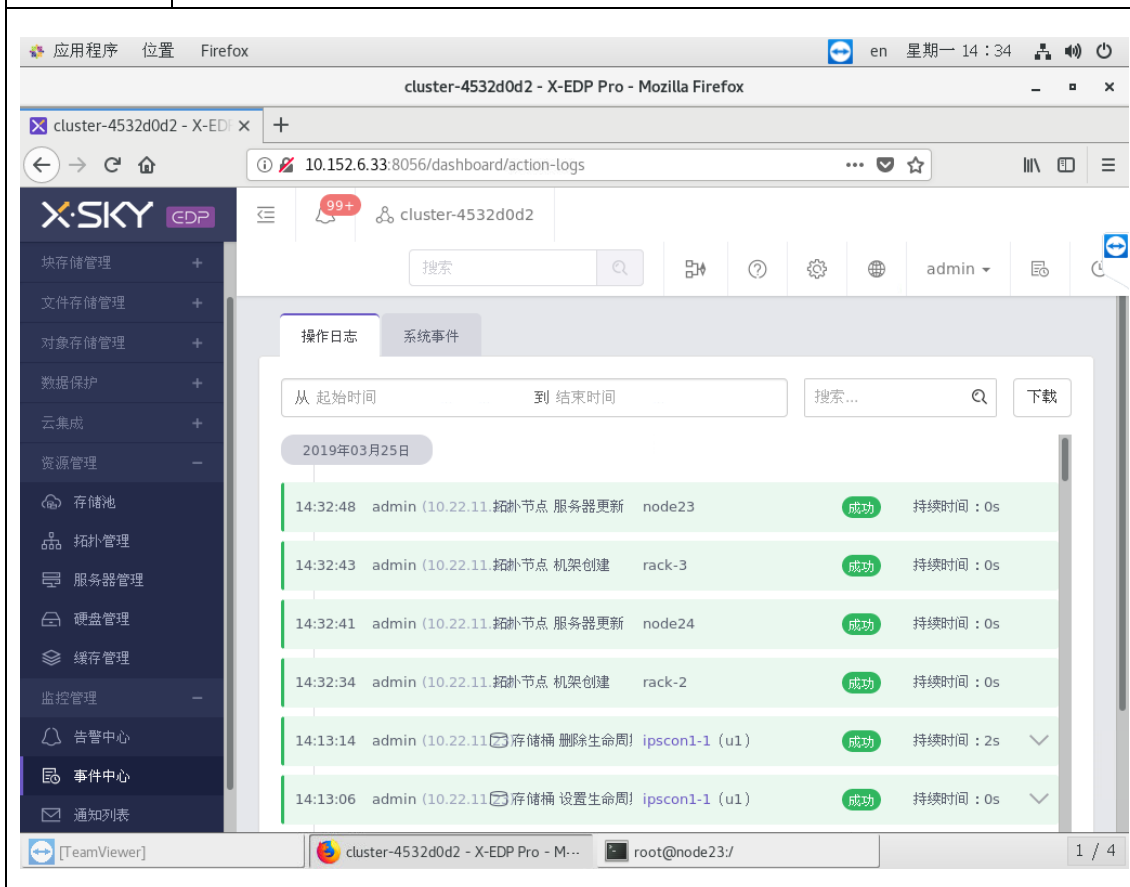 应用程序 位置 Firefox en 星期一 14：34
cluster-4532d0d2 - X-EDP Pro - Mozilla Firefox
cluster-4532d0d2 - X-ED
10.152.6.33:8056/dashboard/action-logs
X·SKY EDP 99+ cluster-4532d0d2
搜索 admin
块存储管理
文件存储管理
对象存储管理
数据保护
云集成
资源管理
存储池
拓扑管理
服务器管理
硬盘管理
缓存管理
监控管理
告警中心
事件中心
通知列表
操作日志 系统事件
从 起始时间 到 结束时间 搜索... 下载
2019年03月25日
14:32:48 admin (10.22.11. 拓扑节点 服务器更新 node23 成功 持续时间：0s
14:32:43 admin (10.22.11. 拓扑节点 机架创建 rack-3 成功 持续时间：0s
14:32:41 admin (10.22.11. 拓扑节点 服务器更新 node24 成功 持续时间：0s
14:32:34 admin (10.22.11. 拓扑节点 机架创建 rack-2 成功 持续时间：0s
14:13:14 admin (10.22.11 存储桶 删除生命周 ipscon1-1 (u1) 成功 持续时间：2s
14:13:06 admin (10.22.11 存储桶 设置生命周 ipscon1-1 (u1) 成功 持续时间：0s
[TeamViewer] cluster-4532d0d2 - X-EDP Pro - M··· root@node23:/ 1 / 4